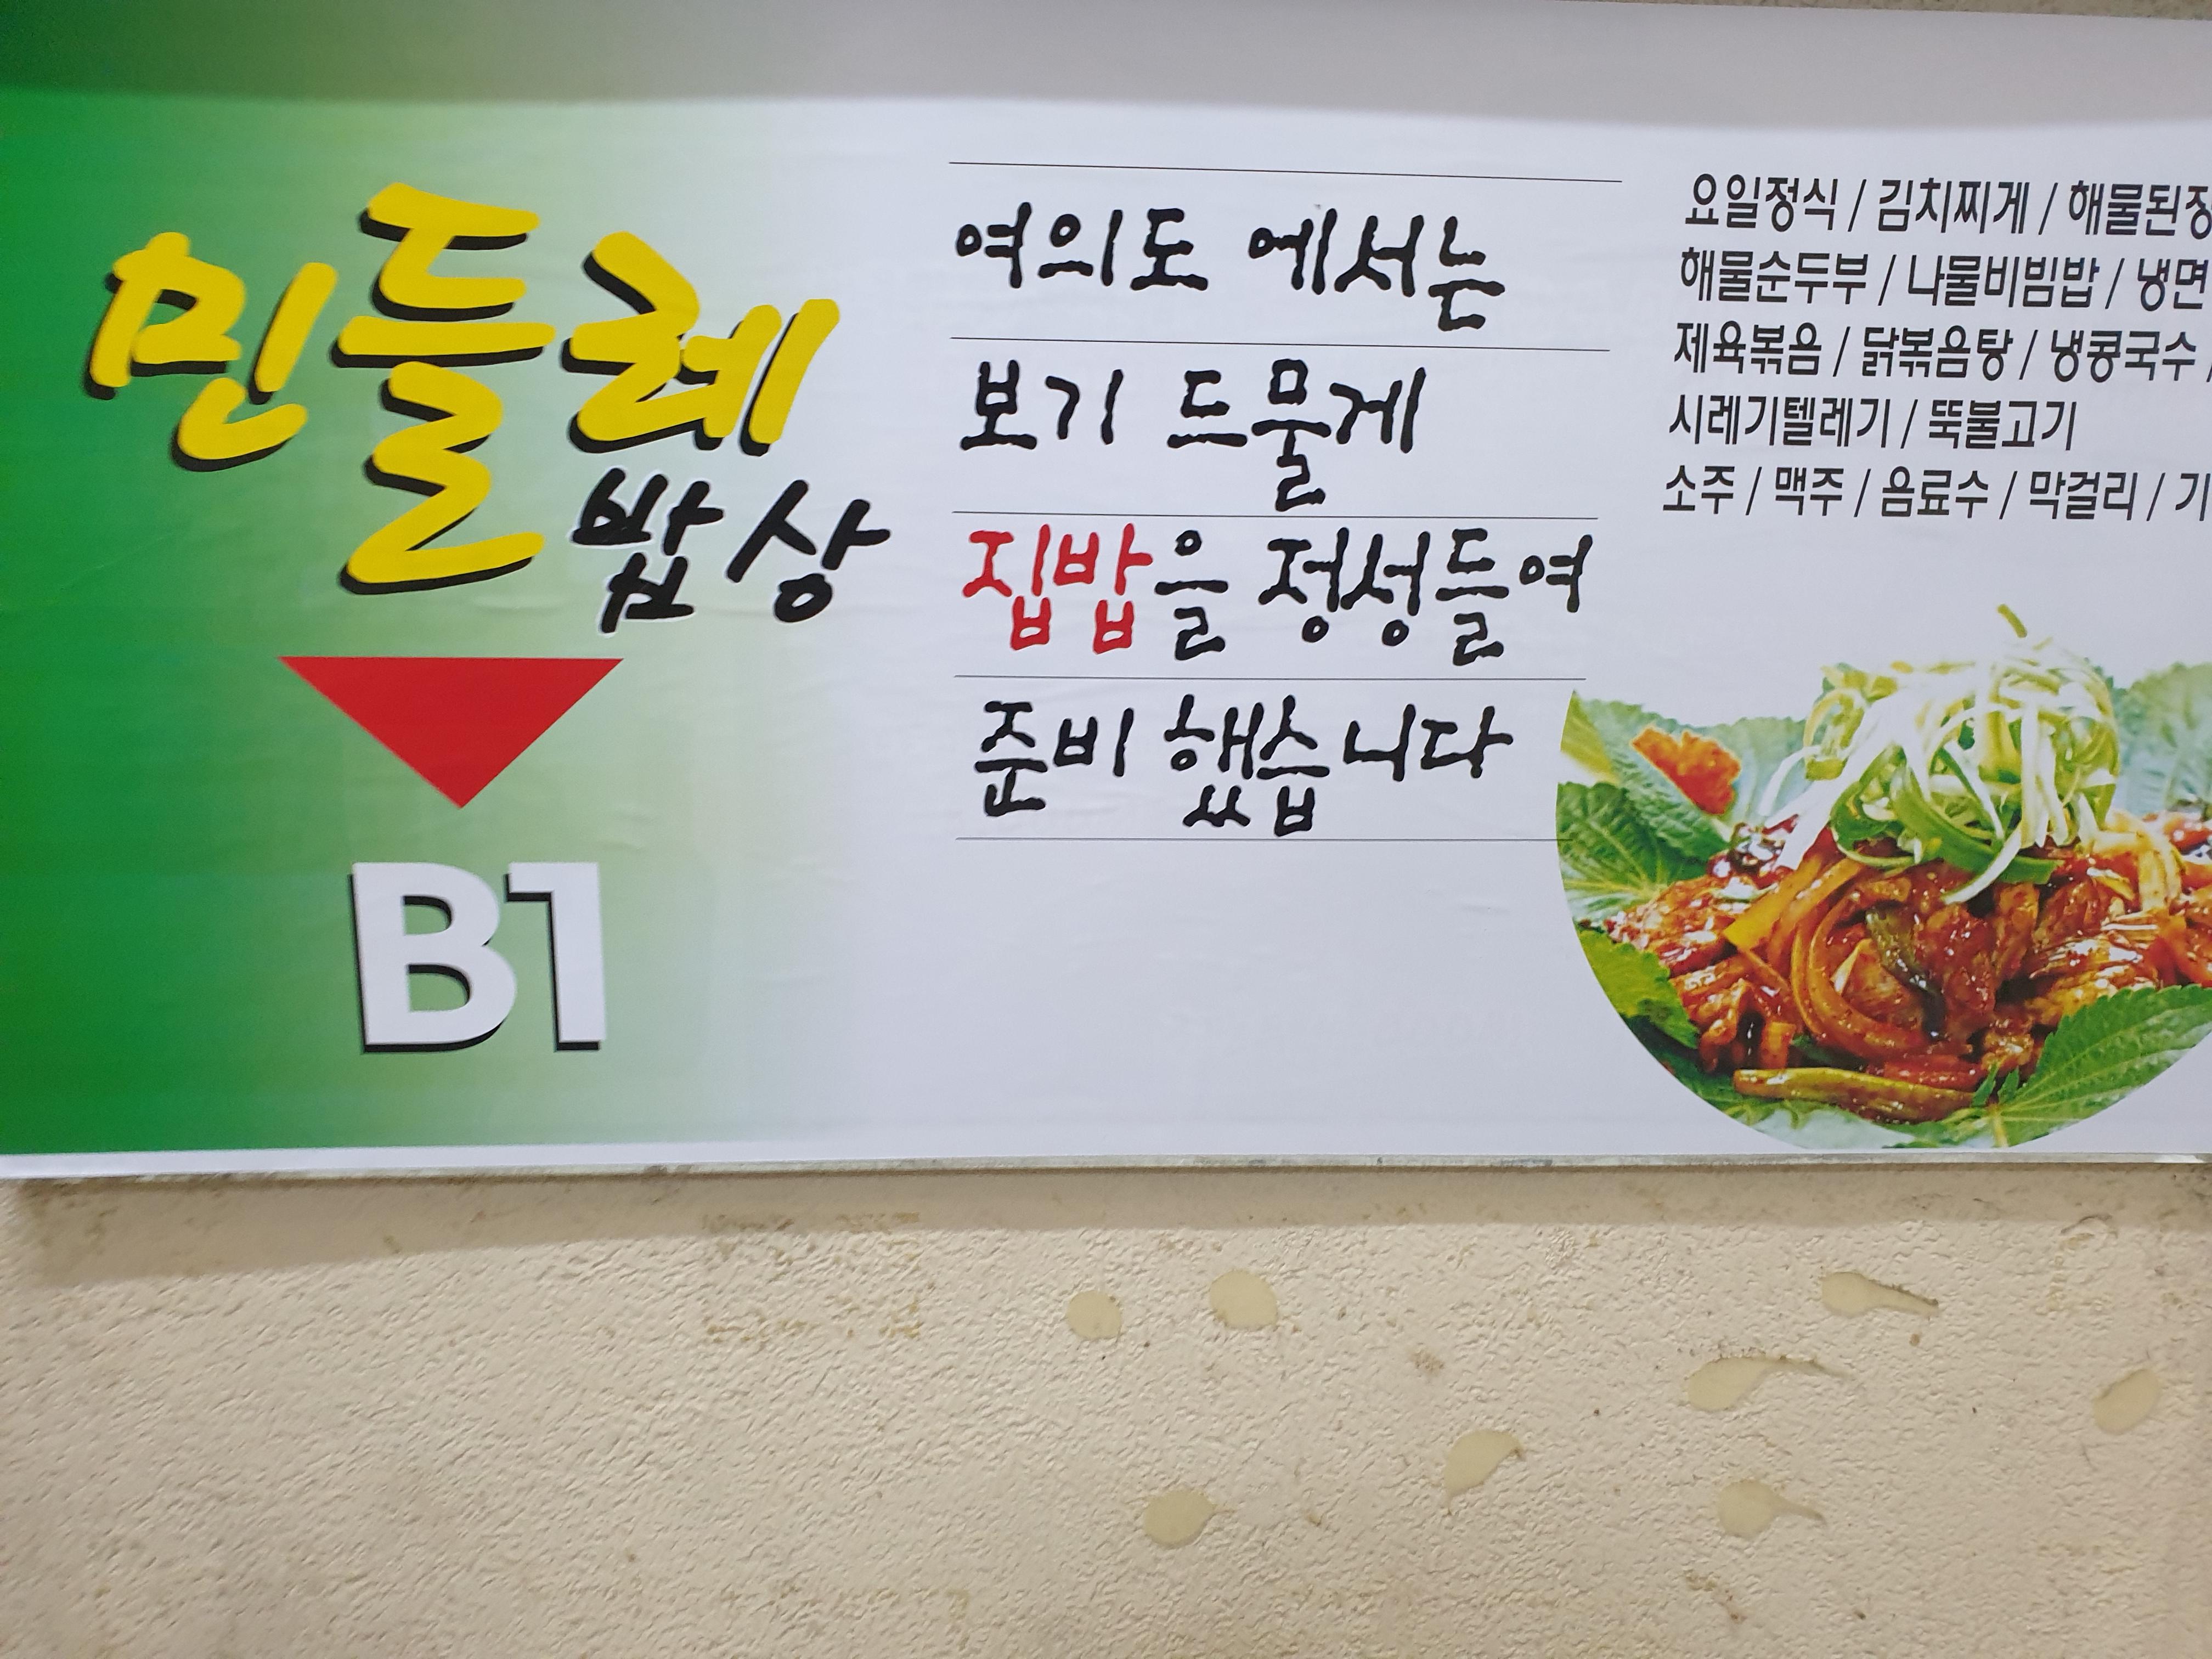 민들레
밥상
B1
여의도 에서는
보기 드물게
집밥을 정성들여
준비 했습니다
요일정식 / 김치찌게 / 해물된장
해물순두부 / 나물비빔밥 / 냉면
제육볶음 / 닭볶음탕 / 냉콩국수 /
시레기텔레기 / 뚝불고기
소주 / 맥주 / 음료수 / 막걸리 / 기